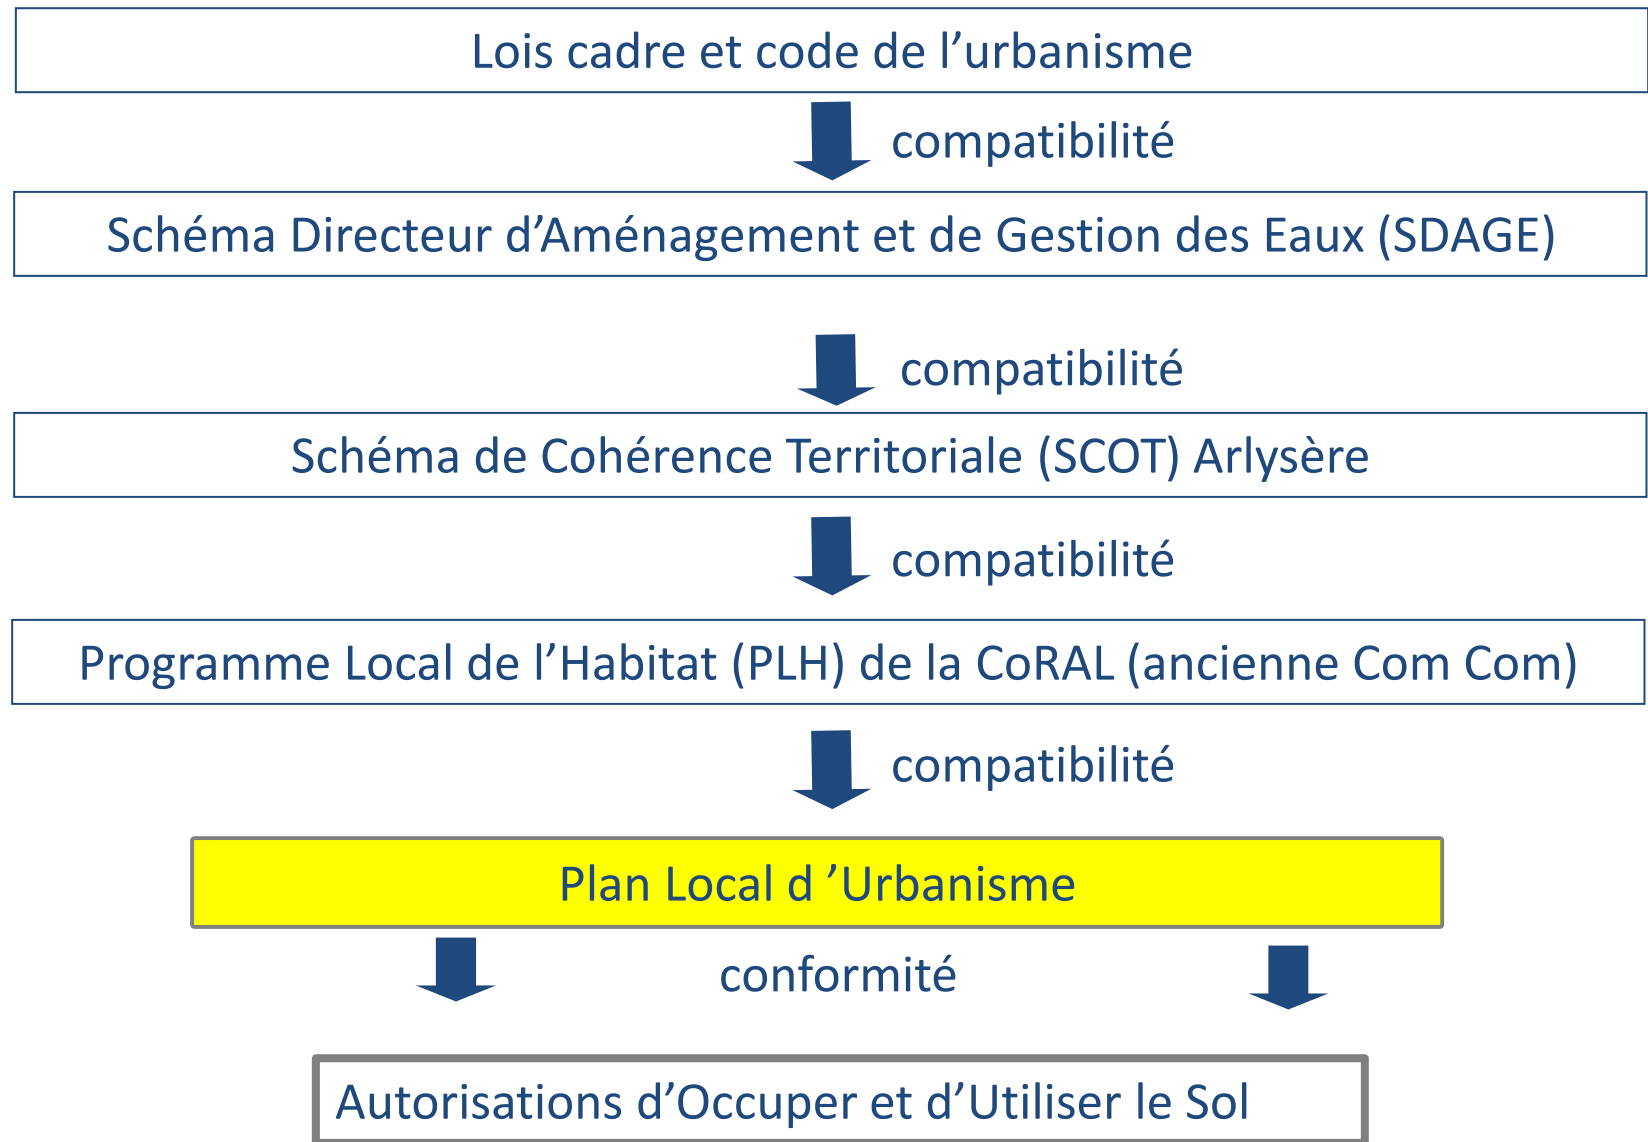 Lois cadre et code de l’urbanisme
compatibilité
Schéma Directeur d’Aménagement et de Gestion des Eaux (SDAGE)
compatibilité
Schéma de Cohérence Territoriale (SCOT) Arlysère
compatibilité
Programme Local de l’Habitat (PLH) de la CoRAL (ancienne Com Com)
compatibilité
Plan Local d ’Urbanisme
conformité
Autorisations d’Occuper et d’Utiliser le Sol